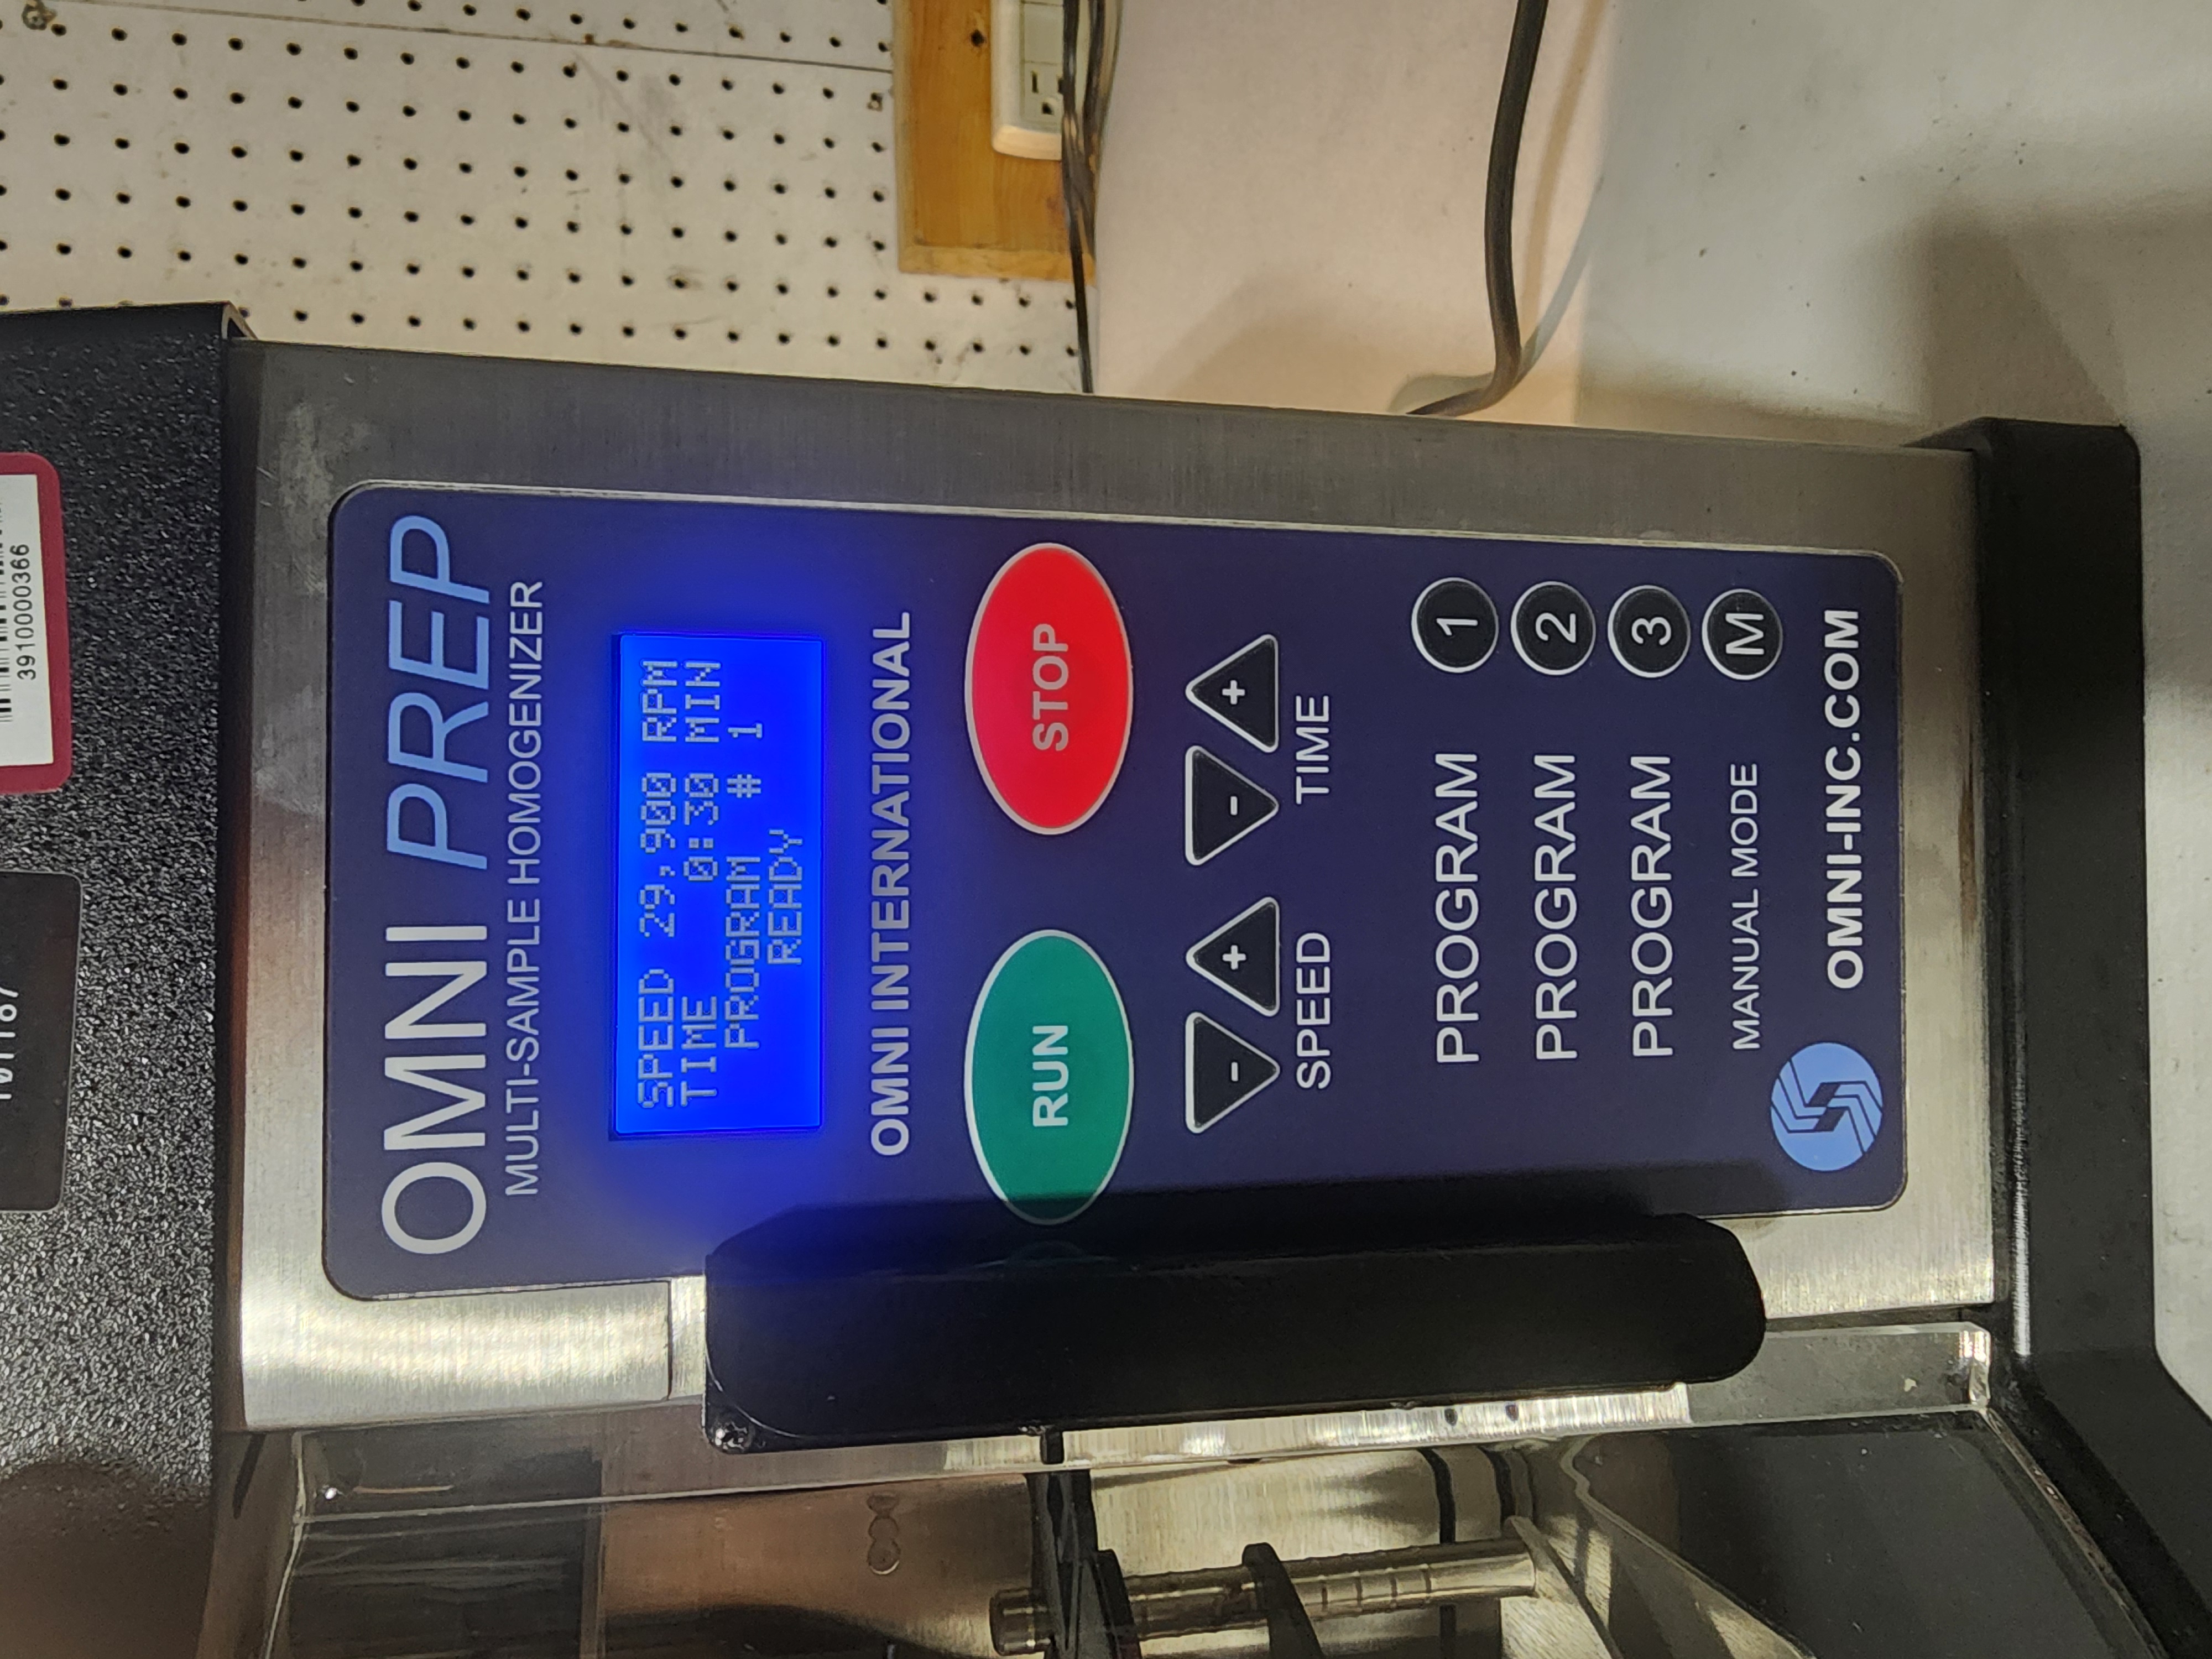 39100000366
OMNI PREP
MULTI-SAMPLE HOMOGENIZER
SPEED 29,900 RPM
TIME 0:30 MIN
PROGRAM # 1
READY
OMNI INTERNATIONAL
RUN STOP
- + - +
SPEED TIME
PROGRAM 1
PROGRAM 2
PROGRAM 3
MANUAL MODE M
OMNI-INC.COM